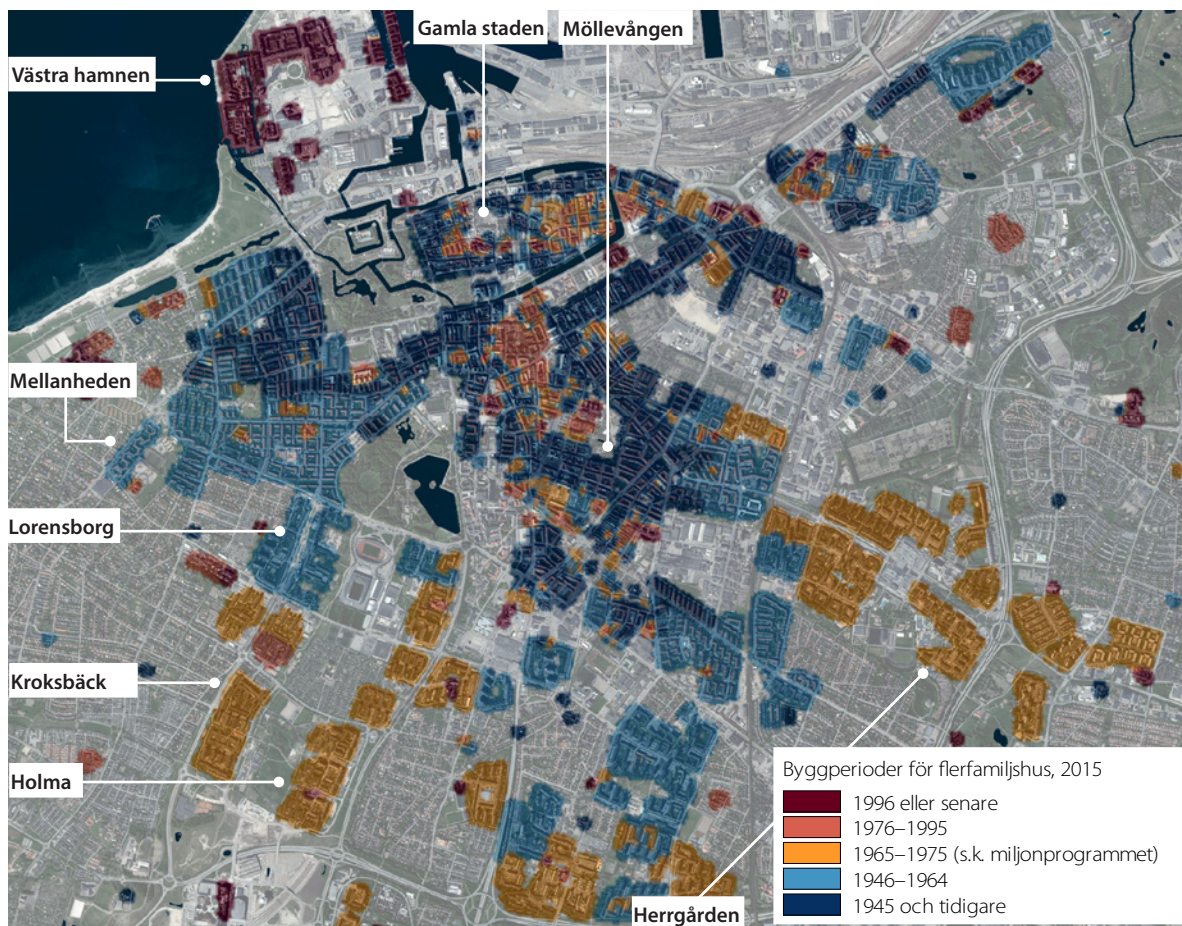 Gamla staden
Möllevången
Västra hamnen
Mellanheden
Lorensborg
Kroksbäck
Holma
Herrgården
Byggperioder för flerfamiljshus, 2015
1996 eller senare
1976–1995
1965–1975 (s.k. miljonprogrammet)
1946–1964
1945 och tidigare